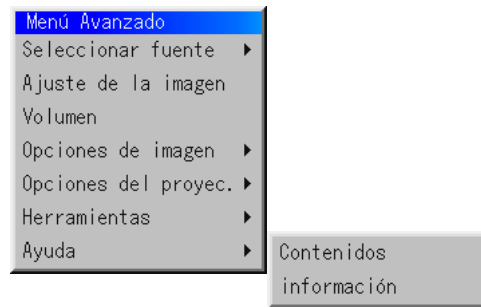 Menú Avanzado
Seleccionar fuente
Ajuste de la imagen
Volumen
Opciones de imagen
Opciones del proyec.
Herramientas
Ayuda
Contenidos
información